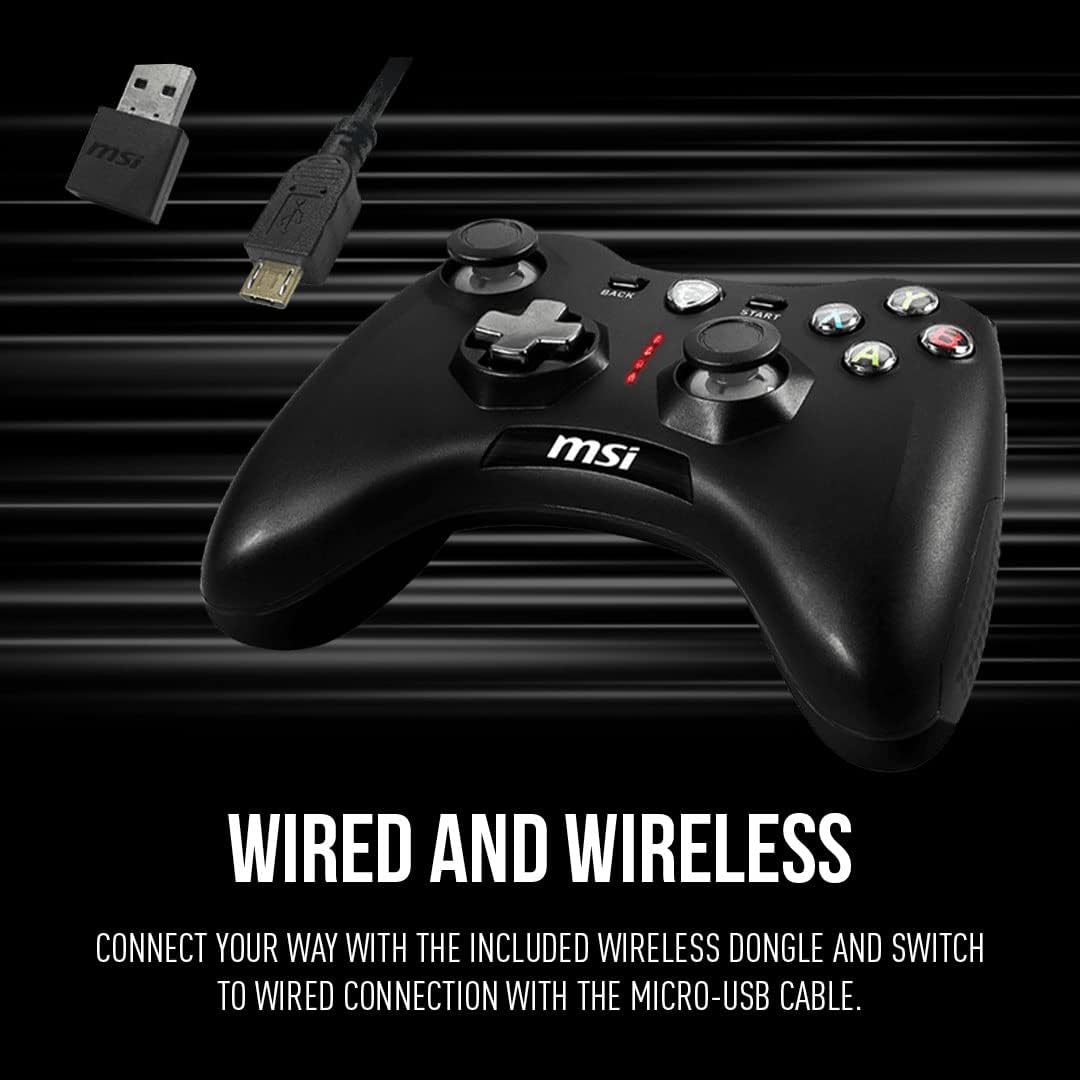 msi
BACK
START
X
Y
A
B
msi
WIRED AND WIRELESS
CONNECT YOUR WAY WITH THE INCLUDED WIRELESS DONGLE AND SWITCH
TO WIRED CONNECTION WITH THE MICRO-USB CABLE.